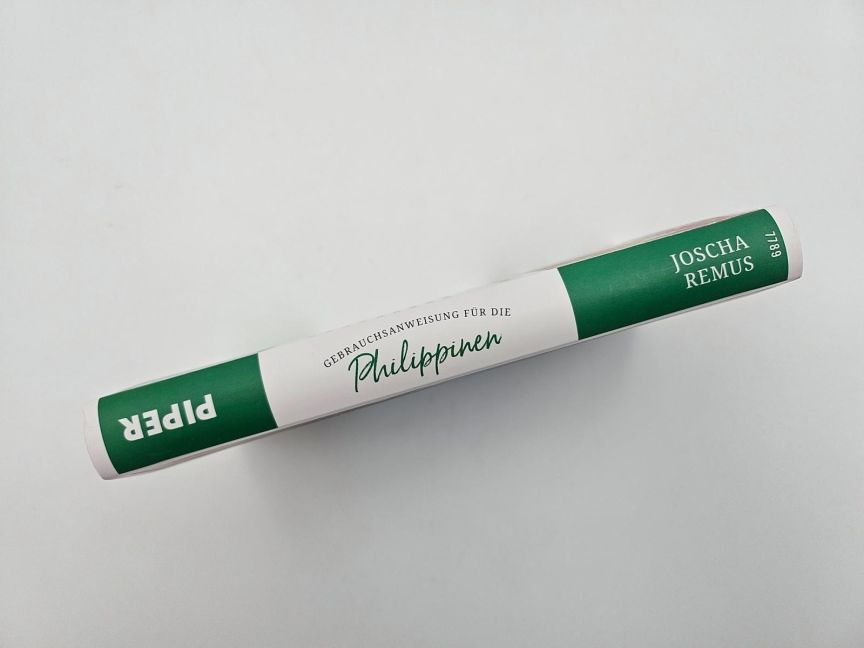 PIPER
GEBRAUCHSANWEISUNG FÜR DIE
Philippinen
JOSCHA
REMUS
7789